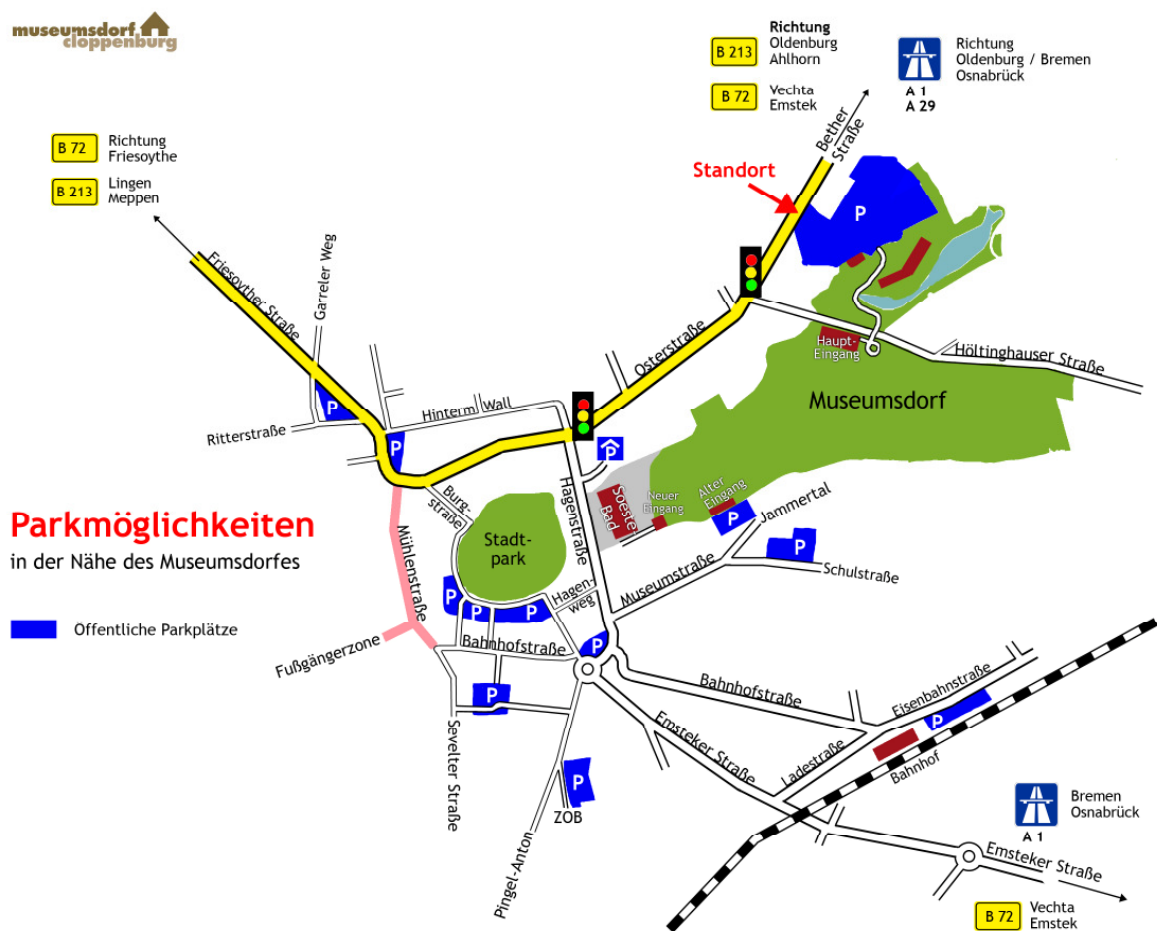 museumsdorf
cloppenburg
Richtung
B 213
Oldenburg
Ahlhorn
B 72
Vechta
Emstek
Richtung
Oldenburg / Bremen
Osnabrück
A 1
A 29
B 72
Richtung
Friesoythe
B 213
Lingen
Meppen
Bether
Straße
Standort
P
Friesoyther Straße
Garreler Weg
Osterstraße
Haupt-
Eingang
Höltinghauser Straße
Museumsdorf
Hinterm Wall
Ritterstraße
P
P
P
Burg-
straße
Hagenstraße
Soeste-
Bad
Neuer
Eingang
Alter
Eingang
P
Jammertal
P
Schulstraße
Museumstraße
Parkmöglichkeiten
in der Nähe des Museumsdorfes
Offentliche Parkplätze
Mühlenstraße
Stadt-
park
Hagen-
weg
P
P
P
P
Fußgängerzone
Bahnhofstraße
Bahnhofstraße
Eisenbahnstraße
P
P
Sevelter Straße
Emsteker Straße
Ladestraße
Bahnhof
P
ZOB
Pingel-Anton
Bremen
Osnabrück
A 1
Emsteker Straße
B 72
Vechta
Emstek